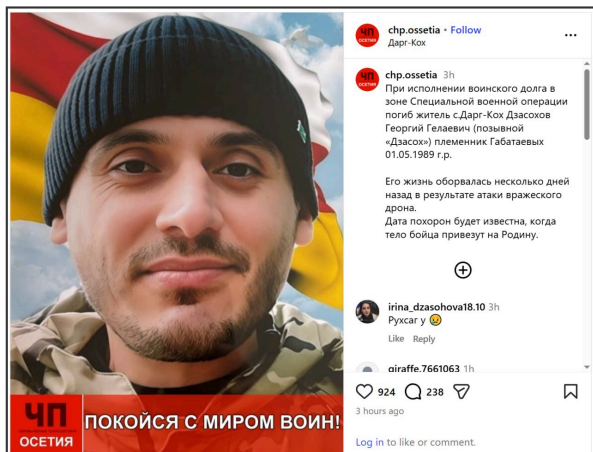 ЧП
ОСЕТИЯ
ПОКОЙСЯ С МИРОМ ВОИН!
ЧП
ОСЕТИЯ
chp.ossetia • Follow
Дарг-Кох
ЧП
ОСЕТИЯ
chp.ossetia 3h
При исполнении воинского долга в
зоне Специальной военной операции
погиб житель с.Дарг-Кох Дзасохов
Георгий Гелаевич (позывной
«Дзасох») племенник Габатаевых
01.05.1989 г.р.
Его жизнь оборвалась несколько дней
назад в результате атаки вражеского
дрона.
Дата похорон будет известна, когда
тело бойца привезут на Родину.
irina_dzasohova18.10 3h
Рухсаг у 😢
Like Reply
giraffe.7661063 1h
924 238
3 hours ago
Log in to like or comment.